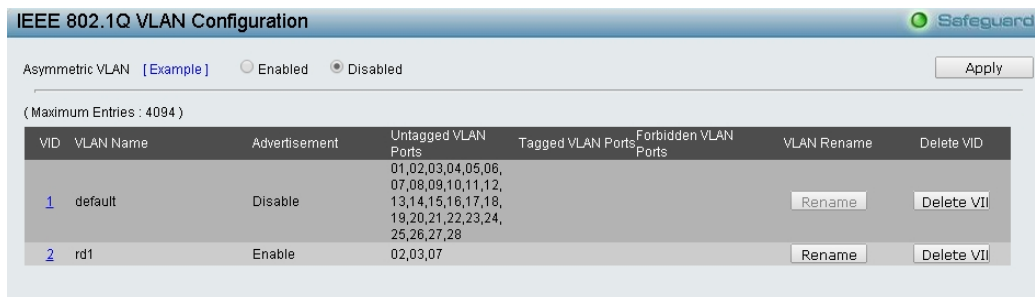 IEEE 802.1Q VLAN Configuration
Safeguard
Asymmetric VLAN [ Example ] Enabled Disabled
Apply
( Maximum Entries : 4094 )
VID VLAN Name Advertisement Untagged VLAN Ports Tagged VLAN Ports Forbidden VLAN Ports VLAN Rename Delete VID
1 default Disable 01,02,03,04,05,06,
07,08,09,10,11,12,
13,14,15,16,17,18,
19,20,21,22,23,24,
25,26,27,28
Rename Delete VII
2 rd1 Enable 02,03,07 Rename Delete VII